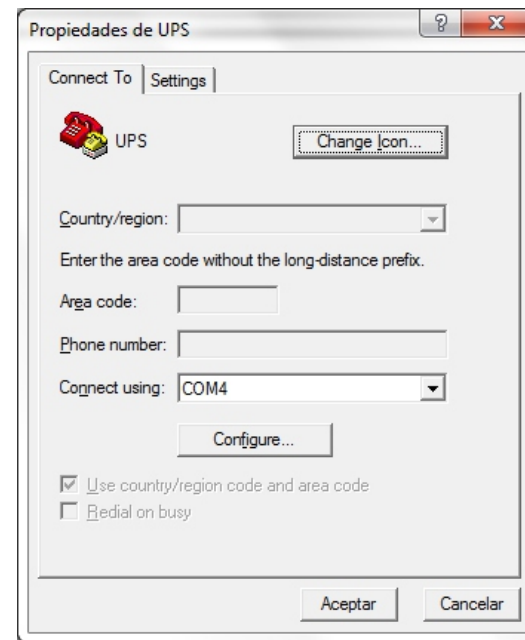 Propiedades de UPS
Connect To Settings
UPS Change Icon...
Country/region:
Enter the area code without the long-distance prefix.
Area code:
Phone number:
Connect using: COM4
Configure...
Use country/region code and area code
Redial on busy
Aceptar Cancelar